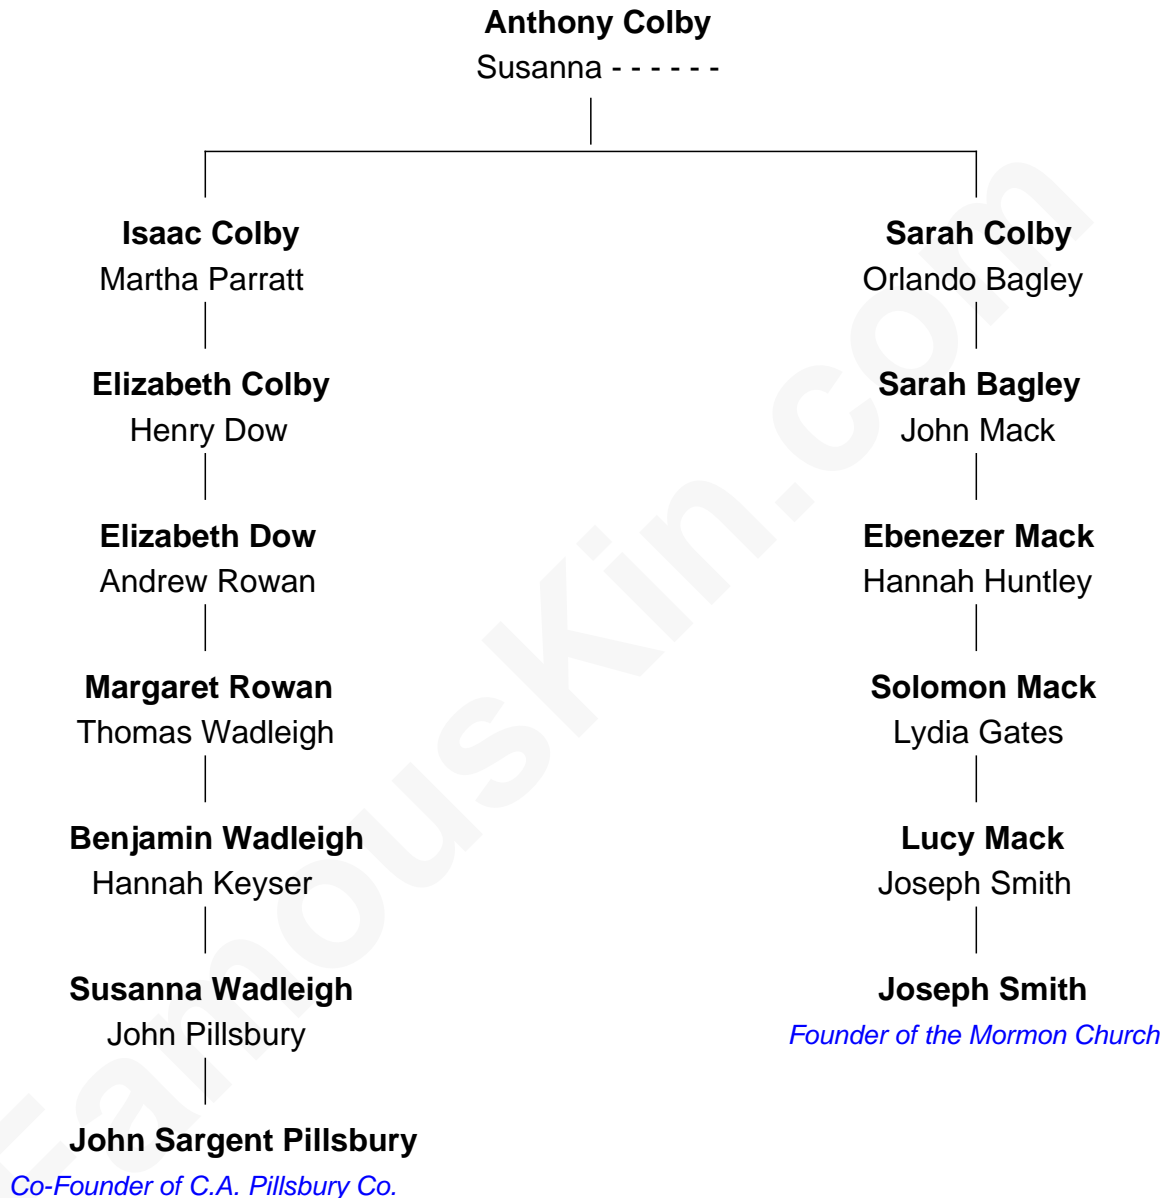 Anthony Colby
Susanna - - - - - -
Isaac Colby
Martha Parratt
Elizabeth Colby
Henry Dow
Elizabeth Dow
Andrew Rowan
Margaret Rowan
Thomas Wadleigh
Benjamin Wadleigh
Hannah Keyser
Susanna Wadleigh
John Pillsbury
John Sargent Pillsbury
Co-Founder of C.A. Pillsbury Co.
Sarah Colby
Orlando Bagley
Sarah Bagley
John Mack
Ebenezer Mack
Hannah Huntley
Solomon Mack
Lydia Gates
Lucy Mack
Joseph Smith
Joseph Smith
Founder of the Mormon Church
FamousKin.com